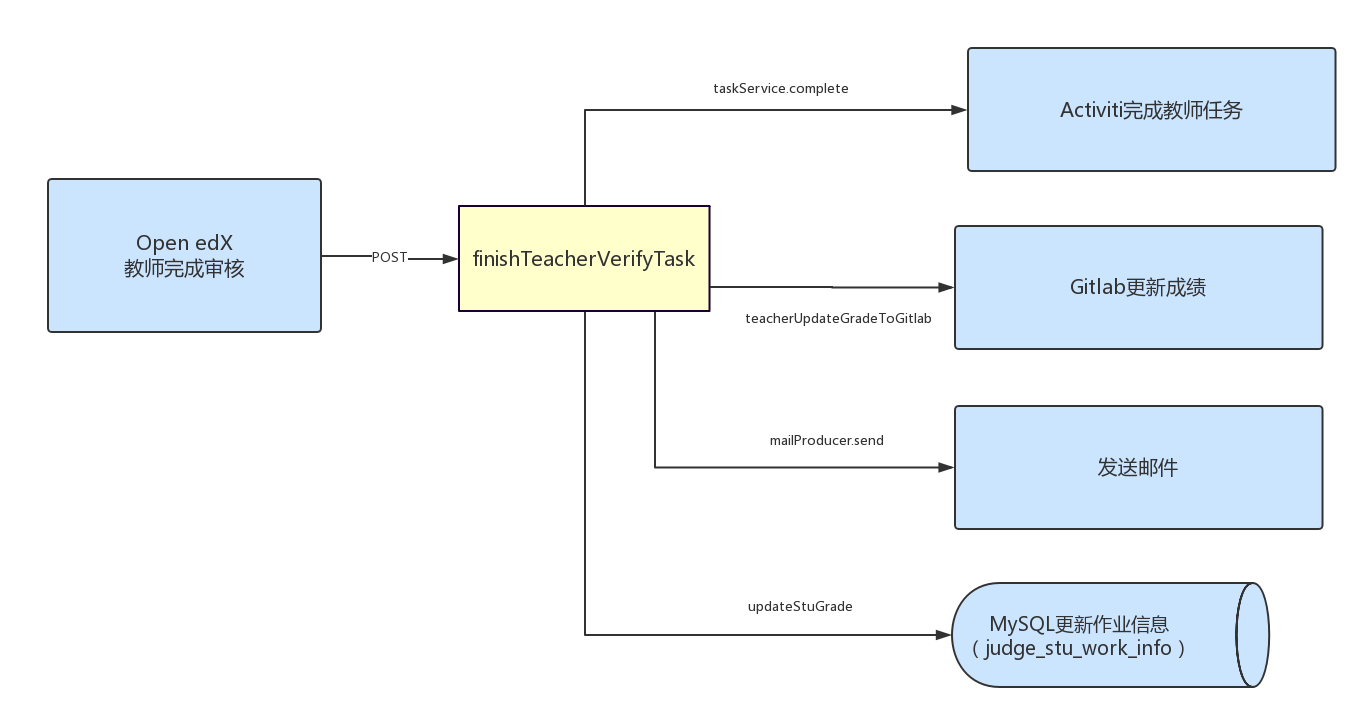 taskService.complete
Activiti完成教师任务
Open edX
教师完成审核
POST
finishTeacherVerifyTask
Gitlab更新成绩
teacherUpdateGradeToGitlab
mailProducer.send
发送邮件
updateStuGrade
MySQL更新作业信息
（judge_stu_work_info）